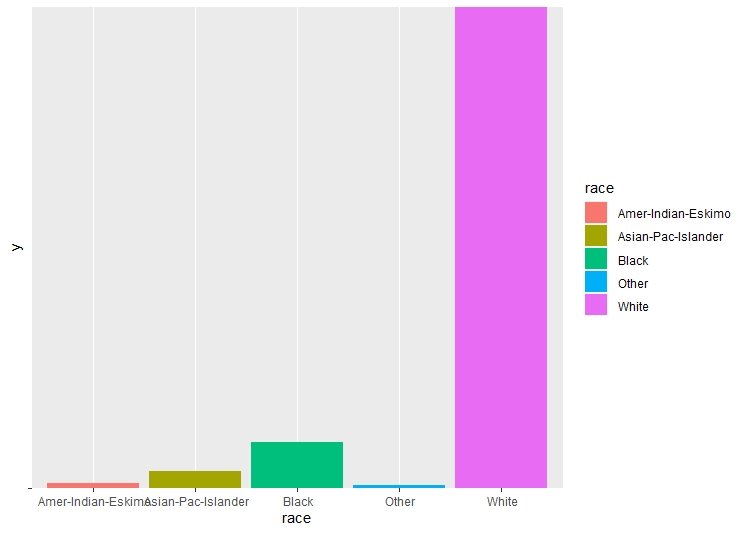 y
Amer-Indian-Eskimo
Asian-Pac-Islander
Black
Other
White
race
race
Amer-Indian-Eskimo
Asian-Pac-Islander
Black
Other
White